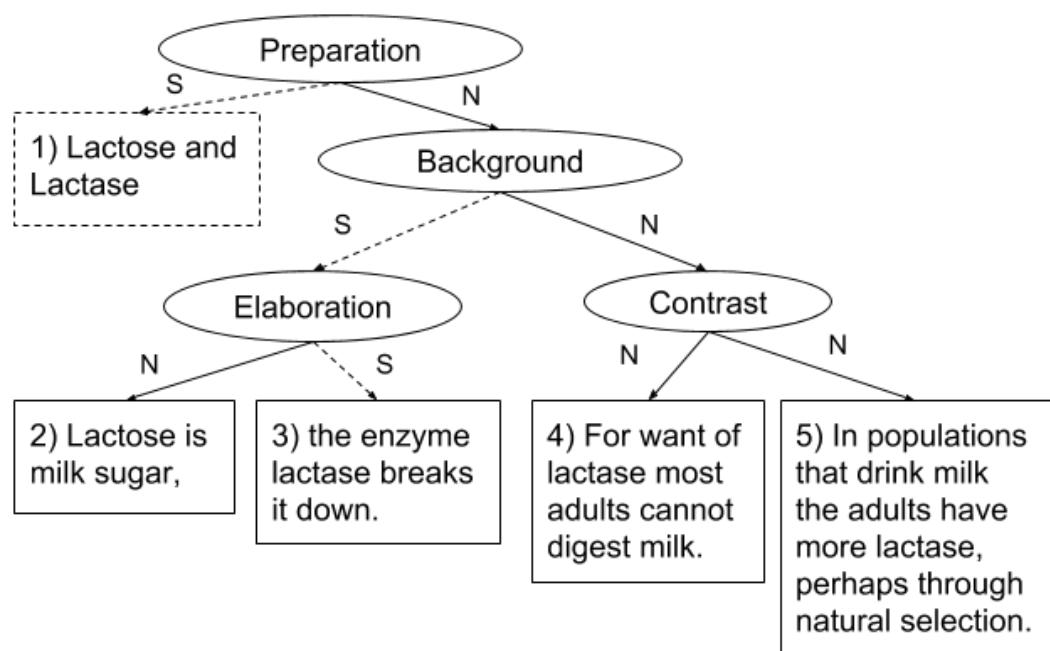 Preparation
S
N
1) Lactose and
Lactase
Background
S
N
Elaboration
Contrast
N
S
N
N
2) Lactose is
milk sugar,
3) the enzyme
lactase breaks
it down.
4) For want of
lactase most
adults cannot
digest milk.
5) In populations
that drink milk
the adults have
more lactase,
perhaps through
natural selection.